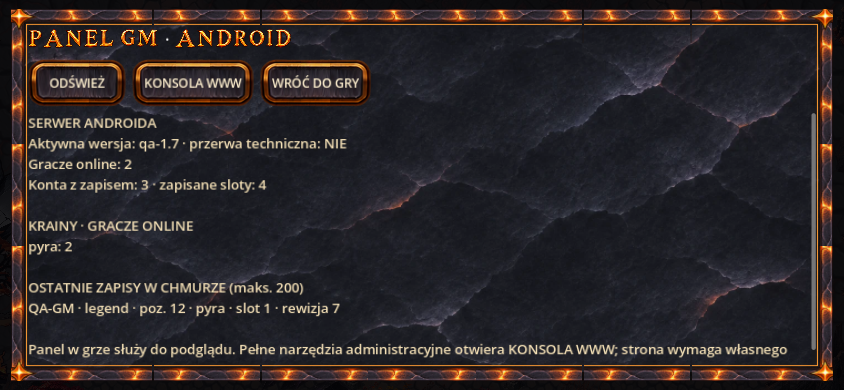 PANEL GM · ANDROID
ODŚWIEŻ
KONSOLA WWW
WRÓĆ DO GRY
SERWER ANDROIDA
Aktywna wersja: qa-1.7 · przerwa techniczna: NIE
Gracze online: 2
Konta z zapisem: 3 · zapisane sloty: 4
KRAINY · GRACZE ONLINE
pyra: 2
OSTATNIE ZAPISY W CHMURZE (maks. 200)
QA-GM · legend · poz. 12 · pyra · slot 1 · rewizja 7
Panel w grze służy do podglądu. Pełne narzędzia administracyjne otwiera KONSOLA WWW; strona wymaga własnego